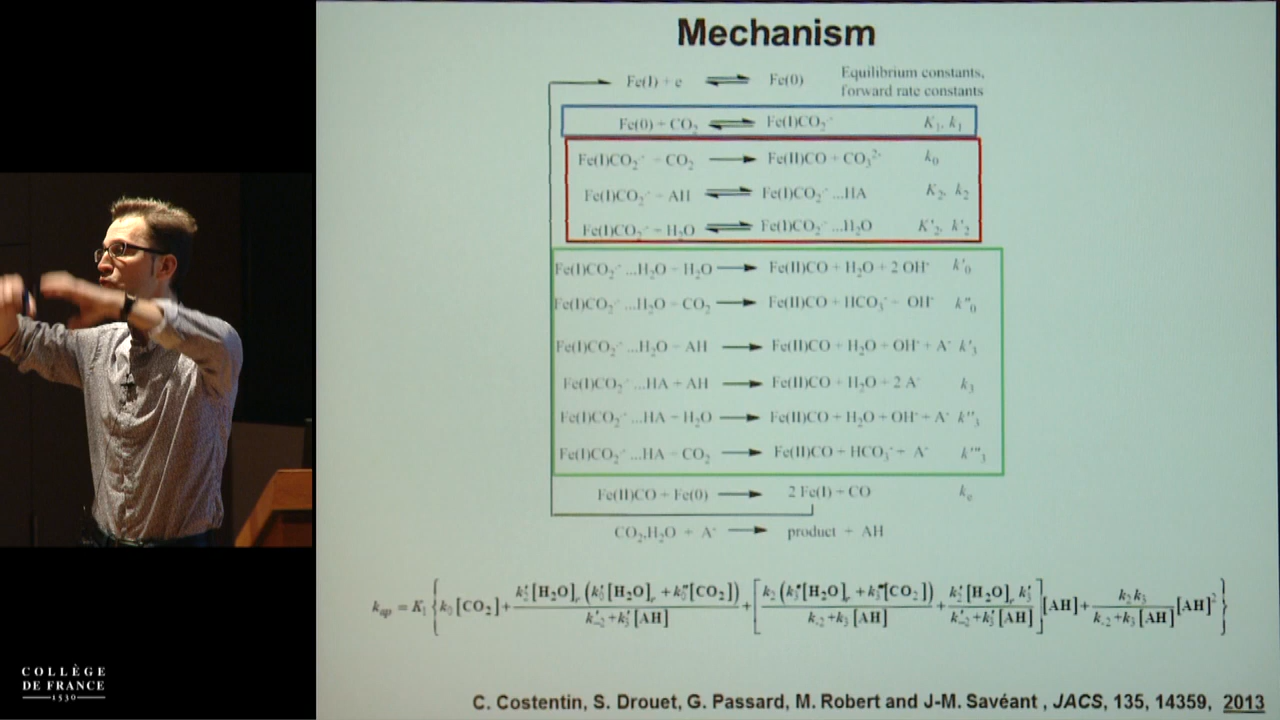 Mechanism
Fe(I) + e ⇌ Fe(0) Equilibrium constants,
forward rate constants
Fe(0) + CO₂ ⇌ Fe(I)CO₂·⁻ K₁, k₁
Fe(I)CO₂·⁻ + CO₂ → Fe(II)CO + CO₃²⁻ k₀
Fe(I)CO₂·⁻ + AH ⇌ Fe(I)CO₂·⁻ ...HA K₂, k₂
Fe(I)CO₂·⁻ + H₂O ⇌ Fe(I)CO₂·⁻ ...H₂O K'₂, k'₂
Fe(I)CO₂·⁻ ...H₂O + H₂O → Fe(II)CO + H₂O + 2 OH⁻ k'₀
Fe(I)CO₂·⁻ ...H₂O + CO₂ → Fe(II)CO + HCO₃⁻ + OH⁻ k"₀
Fe(I)CO₂·⁻ ...H₂O + AH → Fe(II)CO + H₂O + OH⁻ + A⁻ k'₃
Fe(I)CO₂·⁻ ...HA + AH → Fe(II)CO + H₂O + 2 A⁻ k₃
Fe(I)CO₂·⁻ ...HA + H₂O → Fe(II)CO + H₂O + OH⁻ + A⁻ k"₃
Fe(I)CO₂·⁻ ...HA + CO₂ → Fe(II)CO + HCO₃⁻ + A⁻ k'''₃
Fe(II)CO + Fe(0) → 2 Fe(I) + CO kₑ
CO₂,H₂O + A⁻ → product + AH
COLLÈGE
DE FRANCE
1530
C. Costentin, S. Drouet, G. Passard, M. Robert and J-M. Savéant , JACS, 135, 14359, 2013